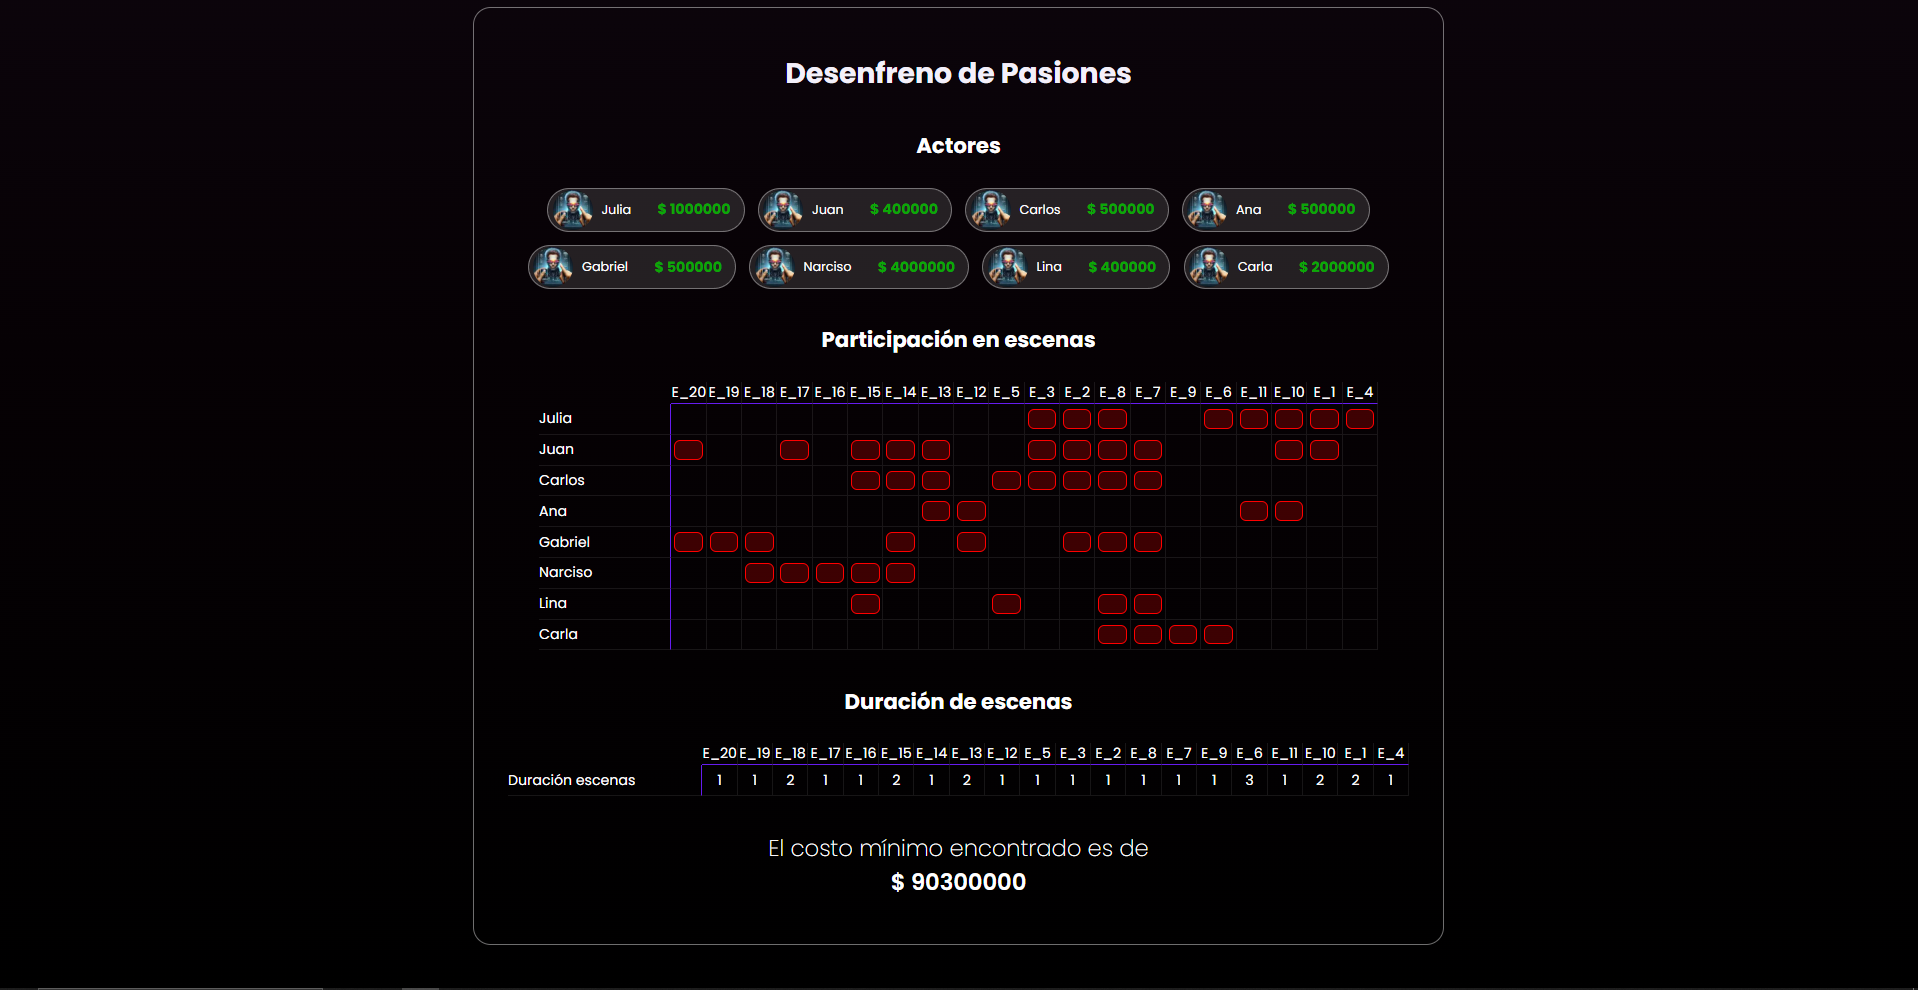 Desenfreno de Pasiones
Actores
Julia $ 1000000 Juan $ 400000 Carlos $ 500000 Ana $ 500000
Gabriel $ 500000 Narciso $ 4000000 Lina $ 400000 Carla $ 2000000
Participación en escenas
E_20 E_19 E_18 E_17 E_16 E_15 E_14 E_13 E_12 E_5 E_3 E_2 E_8 E_7 E_9 E_6 E_11 E_10 E_1 E_4
Julia
Juan
Carlos
Ana
Gabriel
Narciso
Lina
Carla
Duración de escenas
E_20 E_19 E_18 E_17 E_16 E_15 E_14 E_13 E_12 E_5 E_3 E_2 E_8 E_7 E_9 E_6 E_11 E_10 E_1 E_4
Duración escenas 1 1 2 1 1 2 1 2 1 1 1 1 1 1 1 3 1 2 2 1
El costo mínimo encontrado es de
$ 90300000